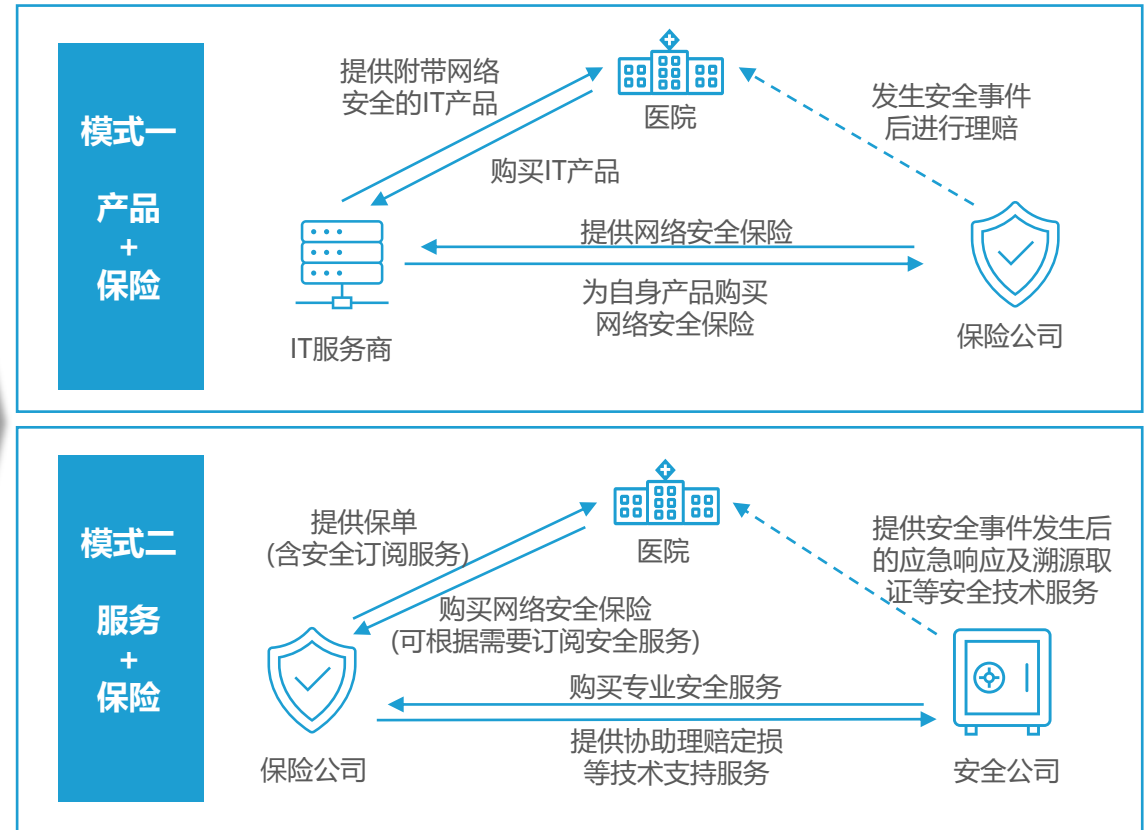 模式一
产品
+
保险
提供附带网络
安全的IT产品
医院
发生安全事件
后进行理赔
购买IT产品
提供网络安全保险
为自身产品购买
网络安全保险
IT服务商
保险公司
模式二
服务
+
保险
提供保单
(含安全订阅服务)
医院
提供安全事件发生后
的应急响应及溯源取
证等安全技术服务
购买网络安全保险
(可根据需要订阅安全服务)
购买专业安全服务
提供协助理赔定损
等技术支持服务
保险公司
安全公司